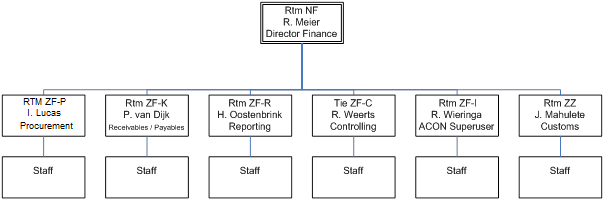 Rtm NF
R. Meier
Director Finance
RTM ZF-P
I. Lucas
Procurement
Rtm ZF-K
P. van Dijk
Receivables / Payables
Rtm ZF-R
H. Oostenbrink
Reporting
Tie ZF-C
R. Weerts
Controlling
Rtm ZF-I
R. Wieringa
ACON Superuser
Rtm ZZ
J. Mahulete
Customs
Staff
Staff
Staff
Staff
Staff
Staff